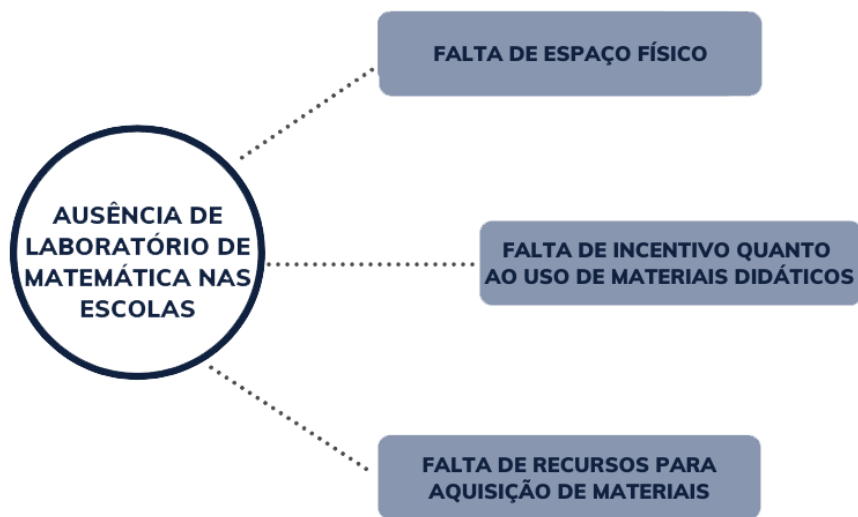 FALTA DE ESPAÇO FÍSICO
AUSÊNCIA DE
LABORATÓRIO DE
MATEMÁTICA NAS
ESCOLAS
FALTA DE INCENTIVO QUANTO
AO USO DE MATERIAIS DIDÁTICOS
FALTA DE RECURSOS PARA
AQUISIÇÃO DE MATERIAIS